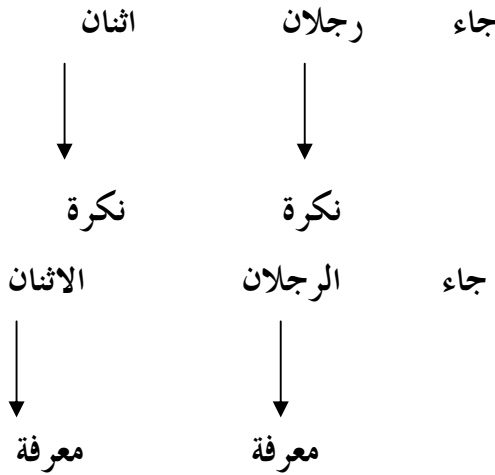 جاء رجلان اثنان
نكرة نكرة
جاء الرجلان الاثنان
معرفة معرفة